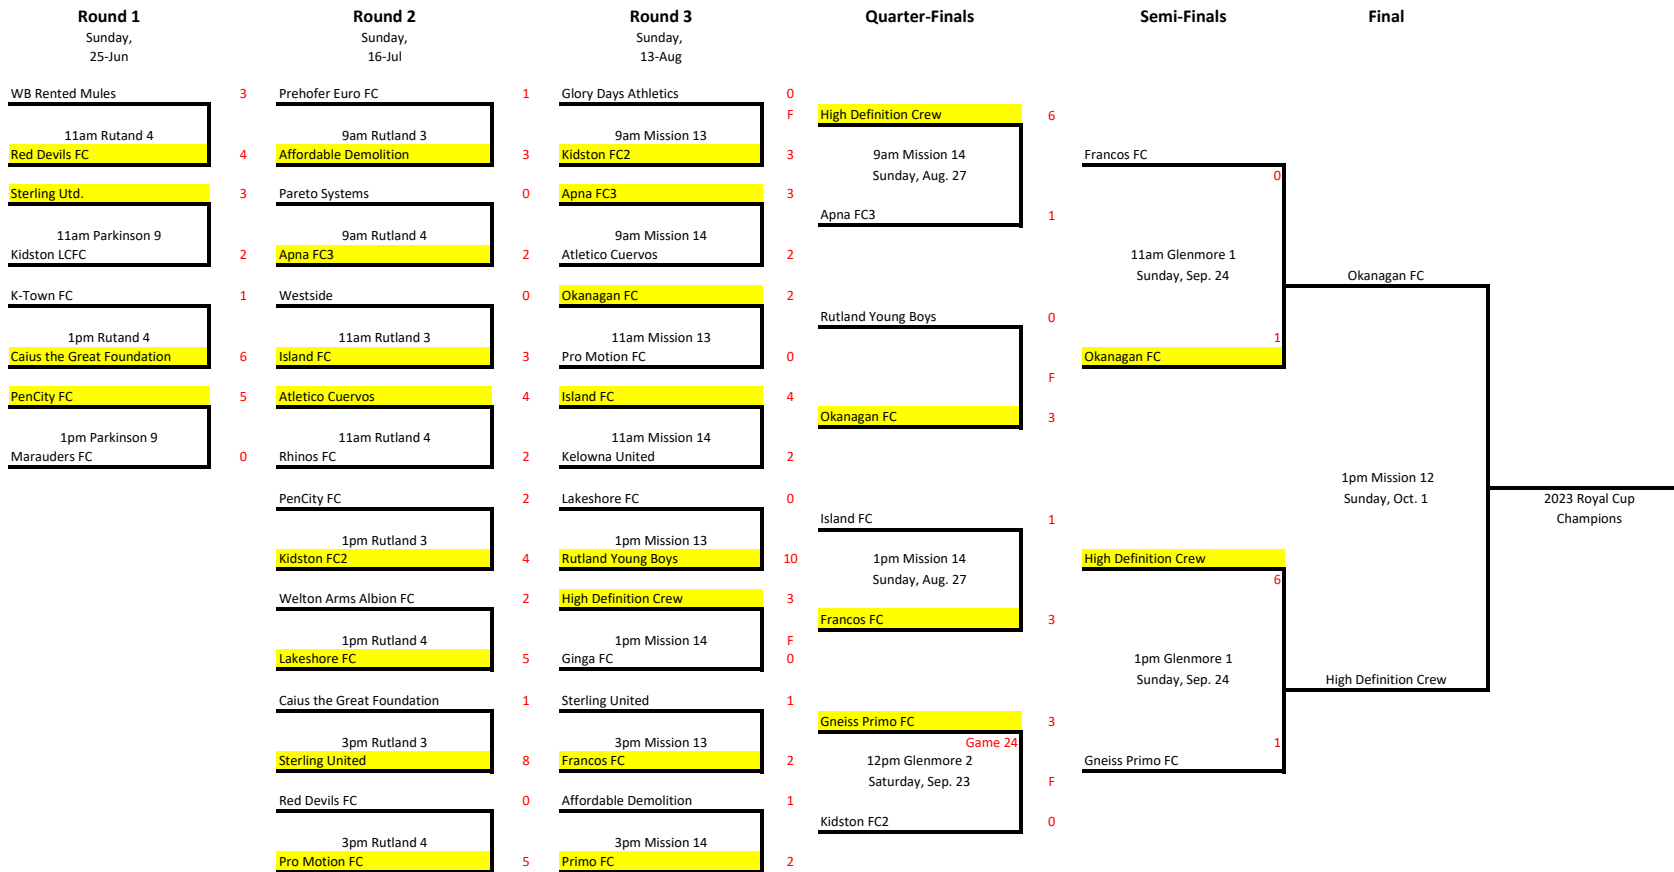 Round 1
Sunday,
25-Jun
WB Rented Mules 3
11am Rutand 4
Red Devils FC 4
Sterling Utd. 3
11am Parkinson 9
Kidston LCFC 2
K-Town FC 1
1pm Rutand 4
Caius the Great Foundation 6
PenCity FC 5
1pm Parkinson 9
Marauders FC 0
Round 2
Sunday,
16-Jul
Prehofer Euro FC 1
9am Rutland 3
Affordable Demolition 3
Pareto Systems 0
9am Rutland 4
Apna FC3 2
Westside 0
11am Rutland 3
Island FC 3
Atletico Cuervos 4
11am Rutland 4
Rhinos FC 2
PenCity FC 2
1pm Rutland 3
Kidston FC2 4
Welton Arms Albion FC 2
1pm Rutland 4
Lakeshore FC 5
Caius the Great Foundation 1
3pm Rutland 3
Sterling United 8
Red Devils FC 0
3pm Rutland 4
Pro Motion FC 5
Round 3
Sunday,
13-Aug
Glory Days Athletics 0
F
9am Mission 13
Kidston FC2 3
Apna FC3 3
9am Mission 14
Atletico Cuervos 2
Okanagan FC 2
11am Mission 13
Pro Motion FC 0
Island FC 4
11am Mission 14
Kelowna United 2
Lakeshore FC 0
1pm Mission 13
Rutland Young Boys 10
High Definition Crew 3
1pm Mission 14 F
Ginga FC 0
Sterling United 1
3pm Mission 13
Francos FC 2
Affordable Demolition 1
3pm Mission 14
Primo FC 2
Quarter-Finals
High Definition Crew 6
9am Mission 14
Sunday, Aug. 27
Apna FC3 1
Rutland Young Boys 0
F
Okanagan FC 3
Island FC 1
1pm Mission 14
Sunday, Aug. 27
Francos FC 3
Gneiss Primo FC 3
Game 24
12pm Glenmore 2
Saturday, Sep. 23 F
Kidston FC2 0
Semi-Finals
Francos FC
0
11am Glenmore 1
Sunday, Sep. 24
1
Okanagan FC
High Definition Crew
6
1pm Glenmore 1
Sunday, Sep. 24
1
Gneiss Primo FC
Final
Okanagan FC
1pm Mission 12
Sunday, Oct. 1
High Definition Crew
2023 Royal Cup
Champions